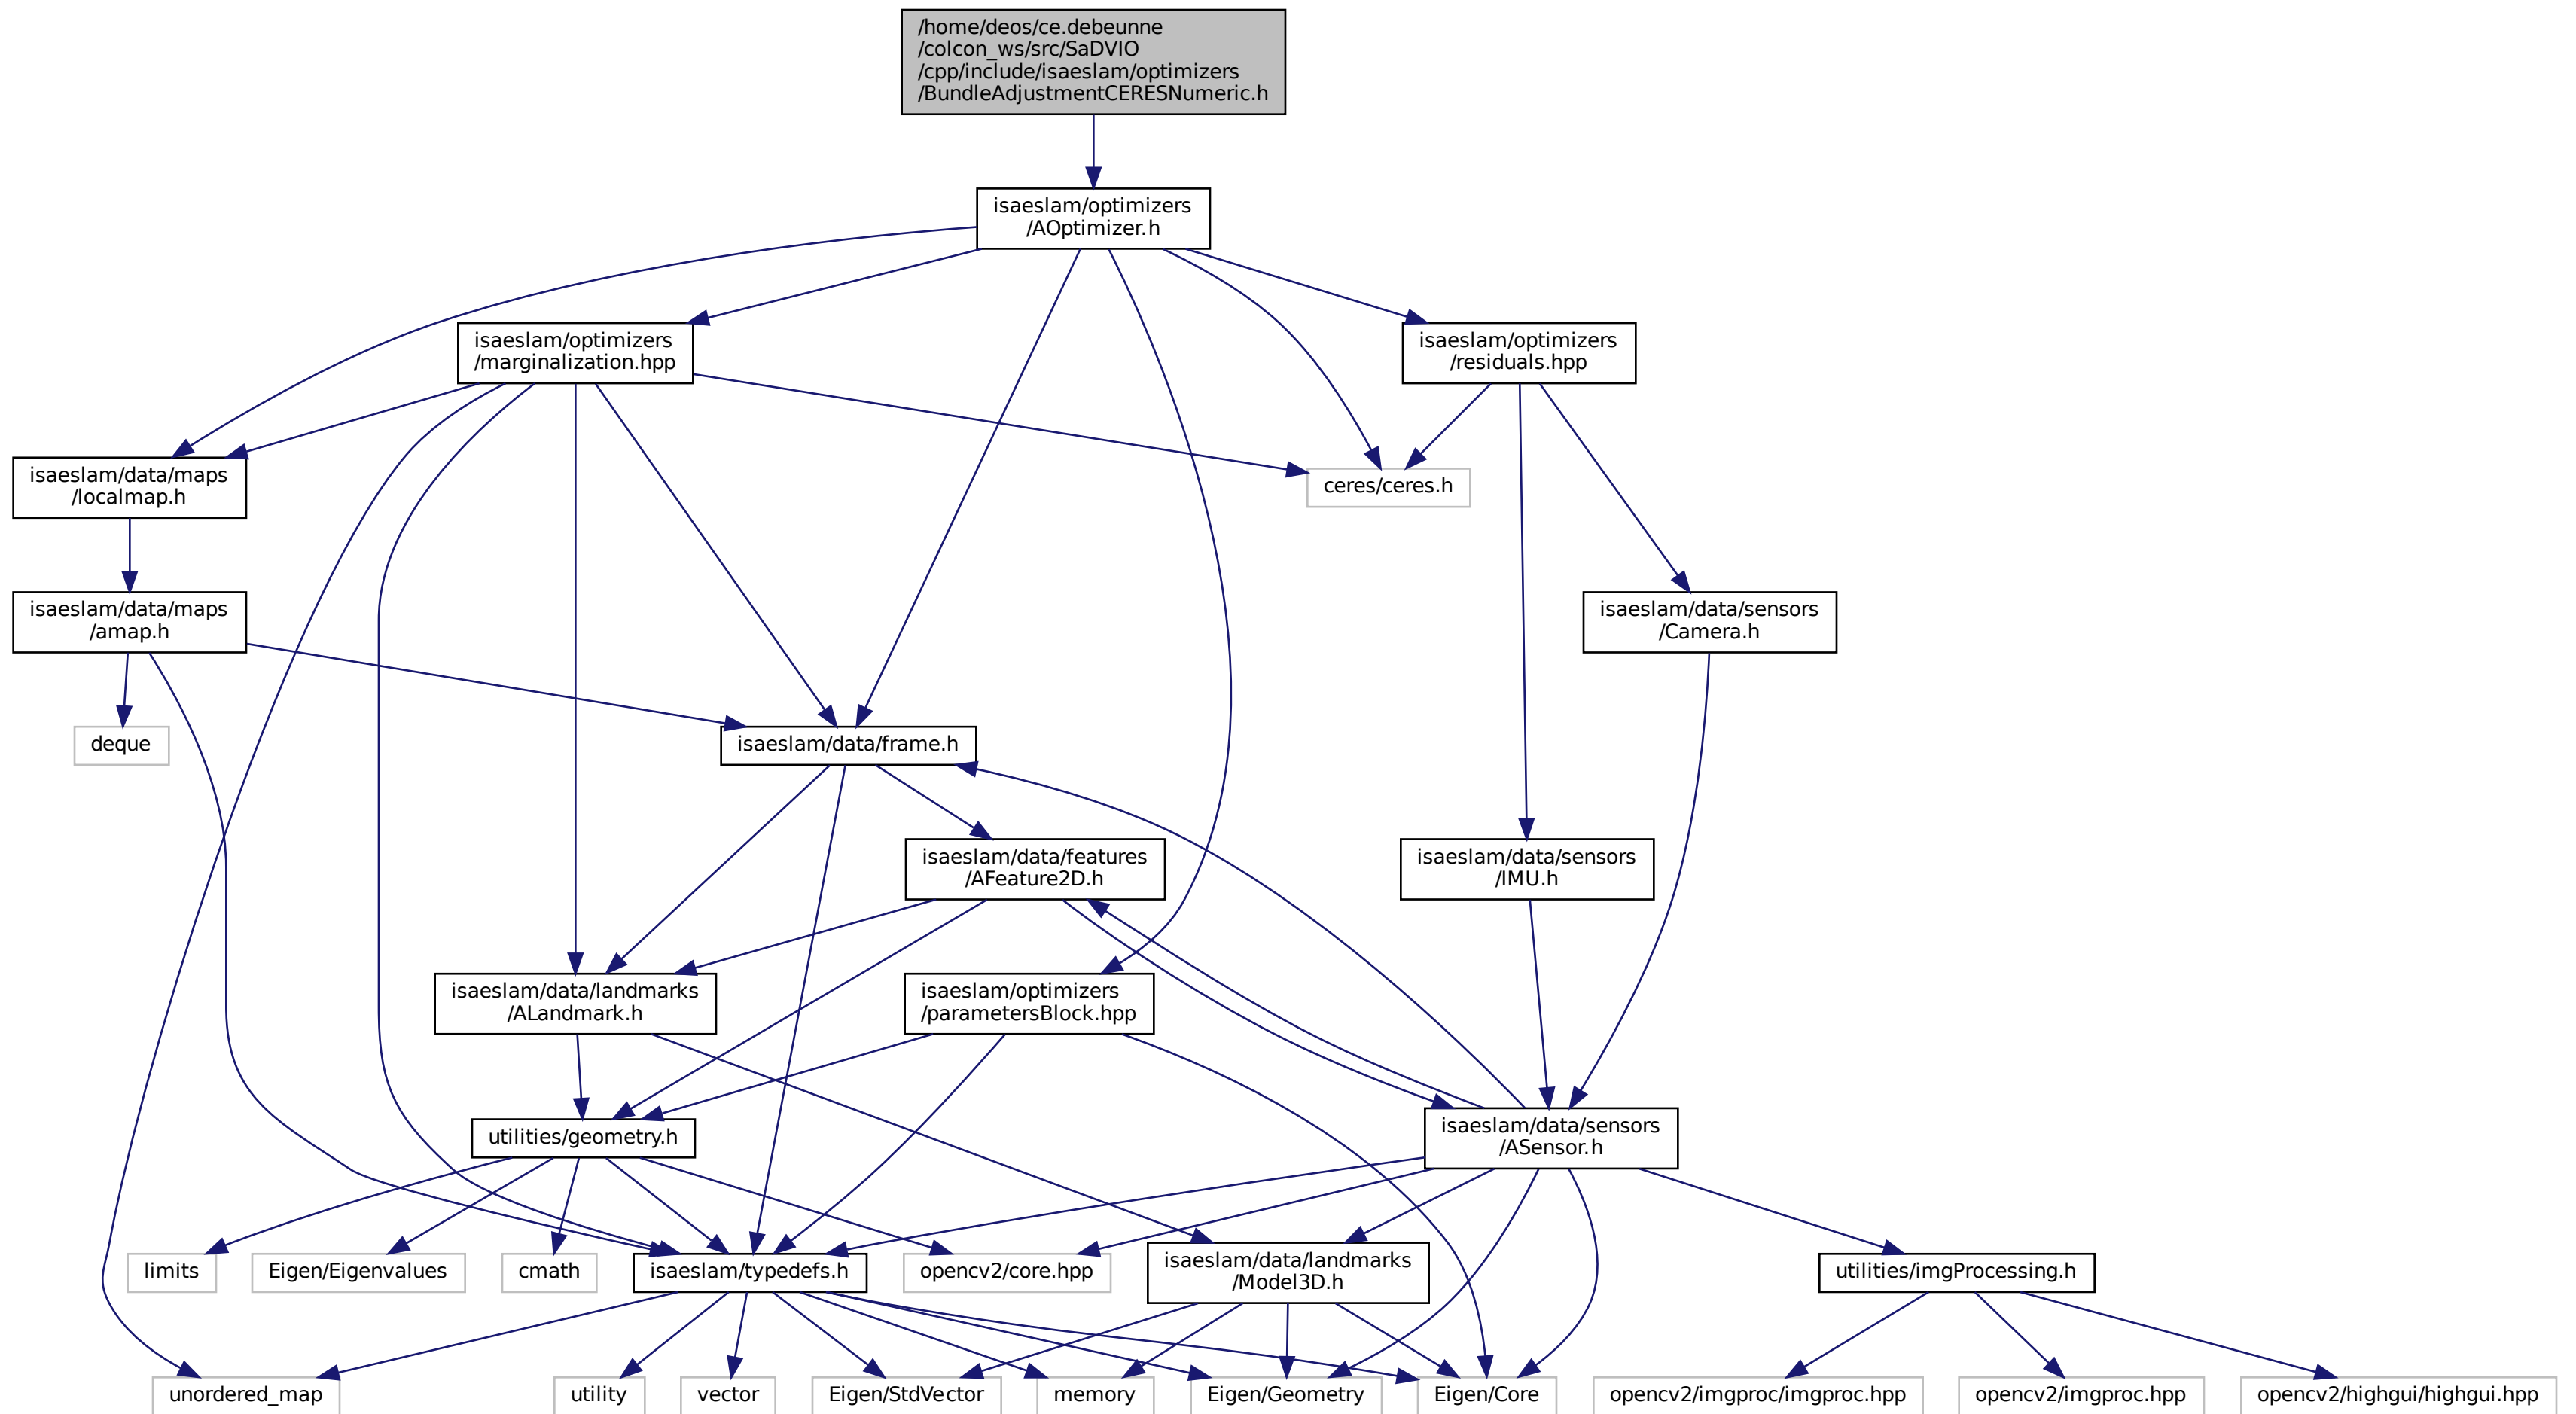 /home/deos/ce.debeunne
/colcon_ws/src/SaDVIO
/cpp/include/isaeslam/optimizers
/BundleAdjustmentCERESNumeric.h
isaeslam/optimizers
/AOptimizer.h
isaeslam/optimizers
/marginalization.hpp
isaeslam/optimizers
/residuals.hpp
isaeslam/data/maps
/localmap.h
ceres/ceres.h
isaeslam/data/maps
/amap.h
isaeslam/data/sensors
/Camera.h
deque
isaeslam/data/frame.h
isaeslam/data/features
/AFeature2D.h
isaeslam/data/sensors
/IMU.h
isaeslam/data/landmarks
/ALandmark.h
isaeslam/optimizers
/parametersBlock.hpp
utilities/geometry.h
isaeslam/data/sensors
/ASensor.h
limits
Eigen/Eigenvalues
cmath
isaeslam/typedefs.h
opencv2/core.hpp
isaeslam/data/landmarks
/Model3D.h
utilities/imgProcessing.h
unordered_map
utility
vector
Eigen/StdVector
memory
Eigen/Geometry
Eigen/Core
opencv2/imgproc/imgproc.hpp
opencv2/imgproc.hpp
opencv2/highgui/highgui.hpp